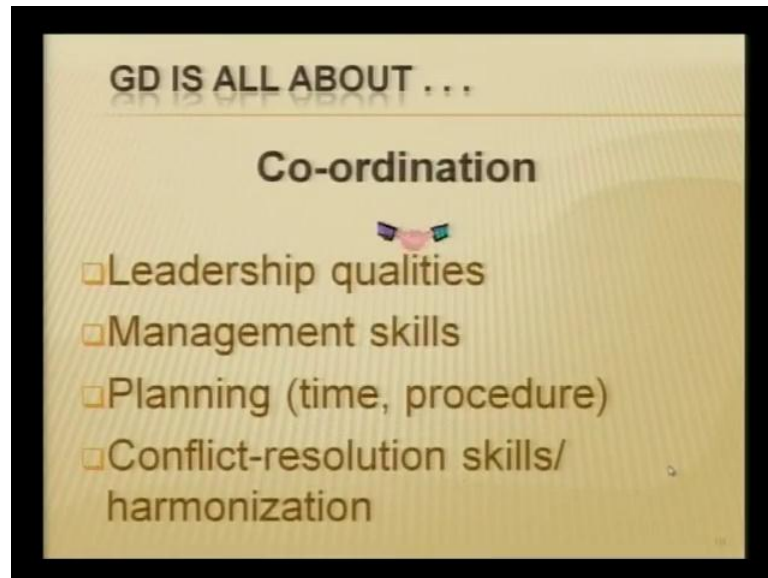 GD IS ALL ABOUT . . .
Co-ordination
Leadership qualities
Management skills
Planning (time, procedure)
Conflict-resolution skills/
harmonization